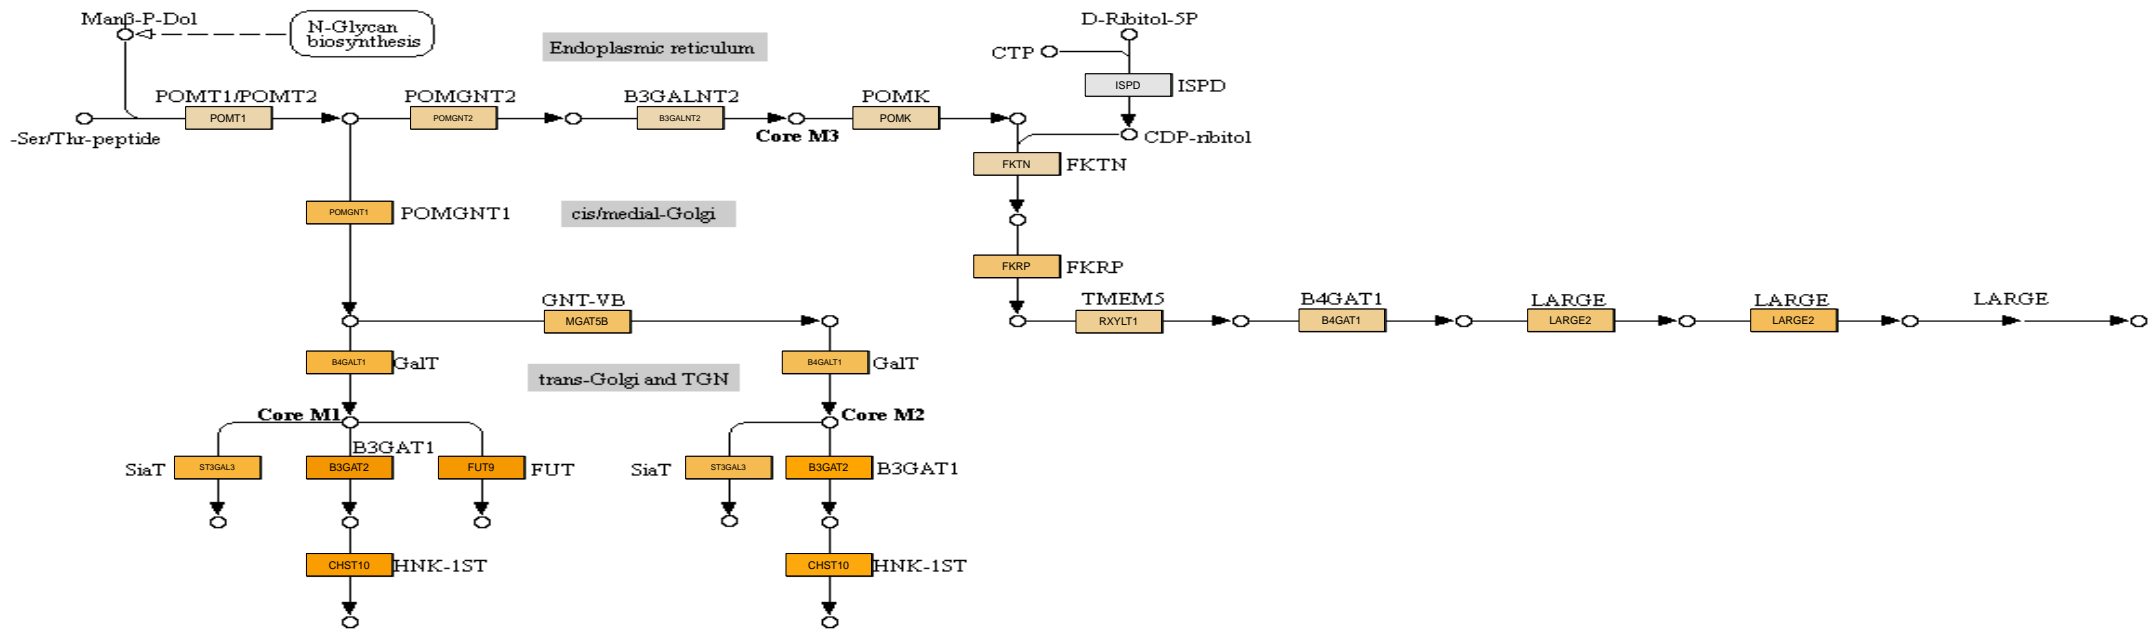 Manβ-P-Dol
N-Glycan
biosynthesis
Endoplasmic reticulum
D-Ribitol-5P
CTP
ISPD
ISPD
POMT1/POMT2
POMGNT2
B3GALNT2
POMK
POMT1
POMGNT2
B3GALNT2
POMK
-Ser/Thr-peptide
Core M3
CDP-ribitol
FKTN
FKTN
POMGNT1
POMGNT1
cis/medial-Golgi
FKRP
FKRP
GNT-VB
TMEM5
B4GAT1
LARGE
LARGE
LARGE
MGAT5B
RXYLT1
B4GAT1
LARGE2
LARGE2
B4GALT1
GalT
B4GALT1
GalT
trans-Golgi and TGN
Core M1
Core M2
B3GAT1
SiaT
ST3GAL3
B3GAT2
FUT9
FUT
SiaT
ST3GAL3
B3GAT2
B3GAT1
CHST10
HNK-1ST
CHST10
HNK-1ST